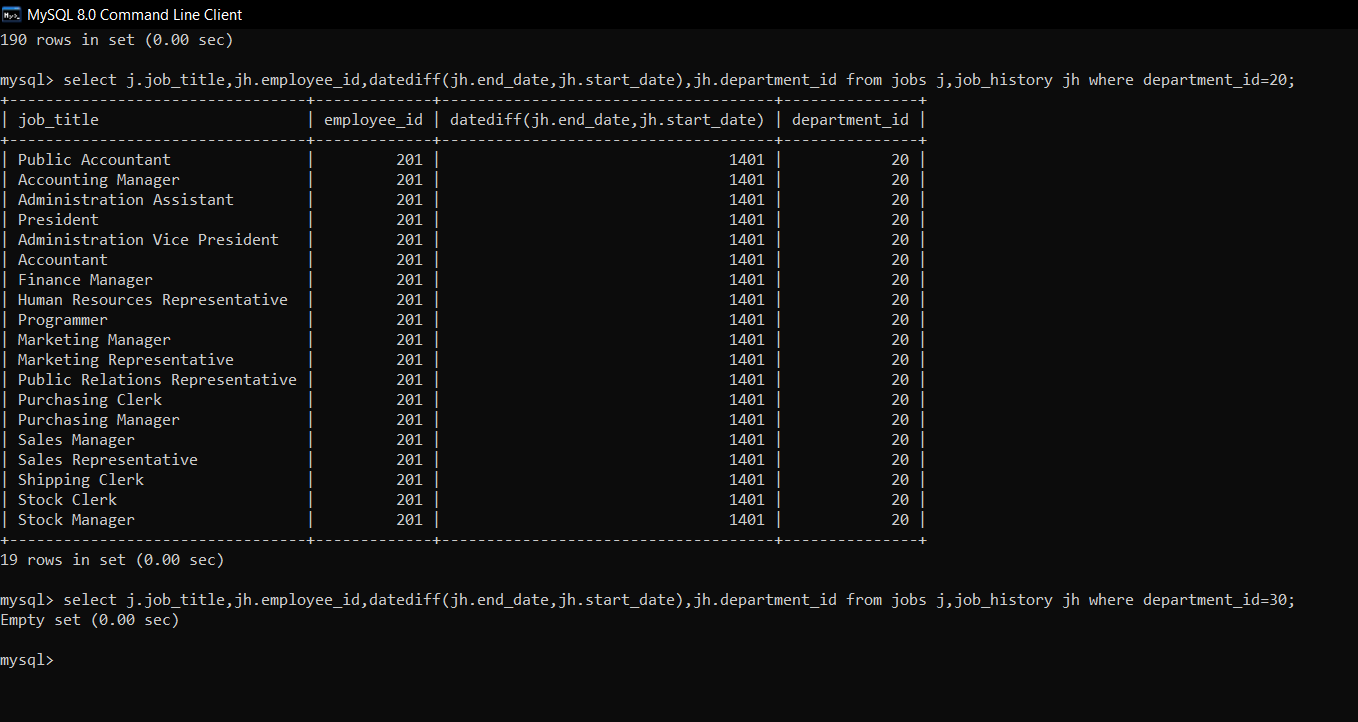 MySQL 8.0 Command Line Client
190 rows in set (0.00 sec)
mysql> select j.job_title,jh.employee_id,datediff(jh.end_date,jh.start_date),jh.department_id from jobs j,job_history jh where department_id=20;
+---------------------------------+-------------+-------------------------------------+---------------+
| job_title                       | employee_id | datediff(jh.end_date,jh.start_date) | department_id |
+---------------------------------+-------------+-------------------------------------+---------------+
| Public Accountant               |         201 |                                1401 |            20 |
| Accounting Manager              |         201 |                                1401 |            20 |
| Administration Assistant        |         201 |                                1401 |            20 |
| President                       |         201 |                                1401 |            20 |
| Administration Vice President   |         201 |                                1401 |            20 |
| Accountant                      |         201 |                                1401 |            20 |
| Finance Manager                 |         201 |                                1401 |            20 |
| Human Resources Representative  |         201 |                                1401 |            20 |
| Programmer                      |         201 |                                1401 |            20 |
| Marketing Manager               |         201 |                                1401 |            20 |
| Marketing Representative        |         201 |                                1401 |            20 |
| Public Relations Representative |         201 |                                1401 |            20 |
| Purchasing Clerk                |         201 |                                1401 |            20 |
| Purchasing Manager              |         201 |                                1401 |            20 |
| Sales Manager                   |         201 |                                1401 |            20 |
| Sales Representative            |         201 |                                1401 |            20 |
| Shipping Clerk                  |         201 |                                1401 |            20 |
| Stock Clerk                     |         201 |                                1401 |            20 |
| Stock Manager                   |         201 |                                1401 |            20 |
+---------------------------------+-------------+-------------------------------------+---------------+
19 rows in set (0.00 sec)
mysql> select j.job_title,jh.employee_id,datediff(jh.end_date,jh.start_date),jh.department_id from jobs j,job_history jh where department_id=30;
Empty set (0.00 sec)
mysql>